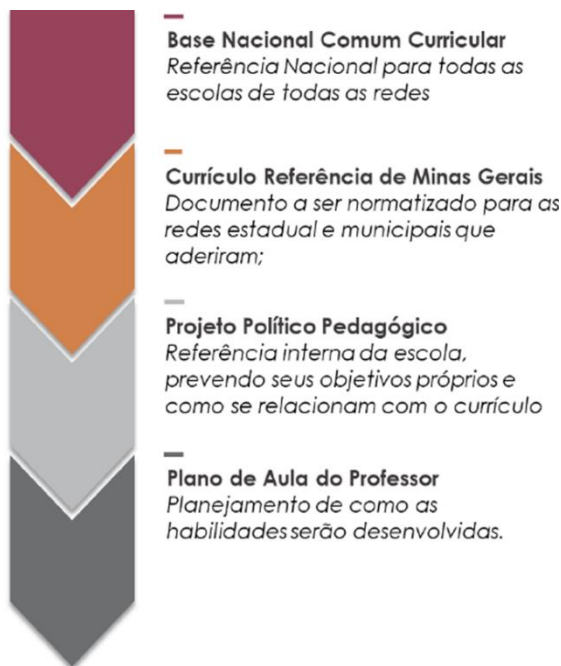 Base Nacional Comum Curricular
Referência Nacional para todas as
escolas de todas as redes
Currículo Referência de Minas Gerais
Documento a ser normatizado para as
redes estadual e municipais que
aderiram;
Projeto Político Pedagógico
Referência interna da escola,
prevendo seus objetivos próprios e
como se relacionam com o currículo
Plano de Aula do Professor
Planejamento de como as
habilidades serão desenvolvidas.